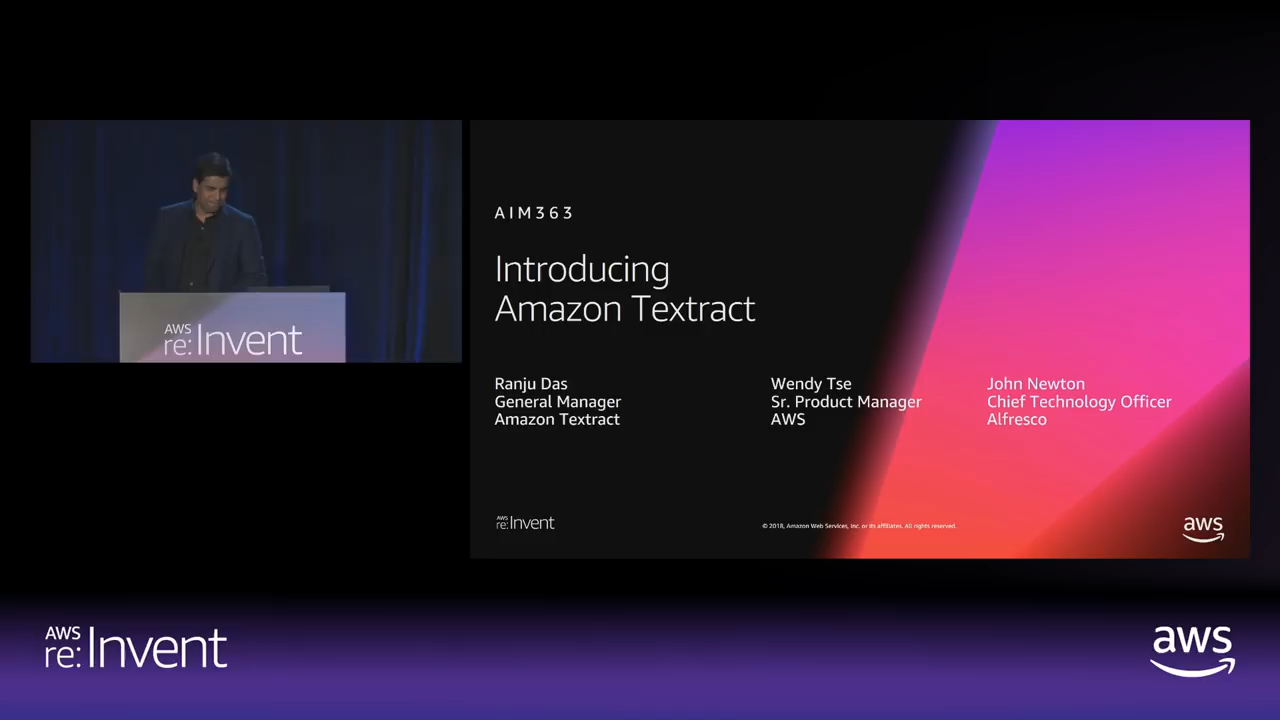 AWS
re:Invent
AIM363
Introducing
Amazon Textract
Ranju Das
General Manager
Amazon Textract
Wendy Tse
Sr. Product Manager
AWS
John Newton
Chief Technology Officer
Alfresco
AWS
re:Invent
© 2018, Amazon Web Services, Inc. or its affiliates. All rights reserved.
aws
AWS
re:Invent
aws